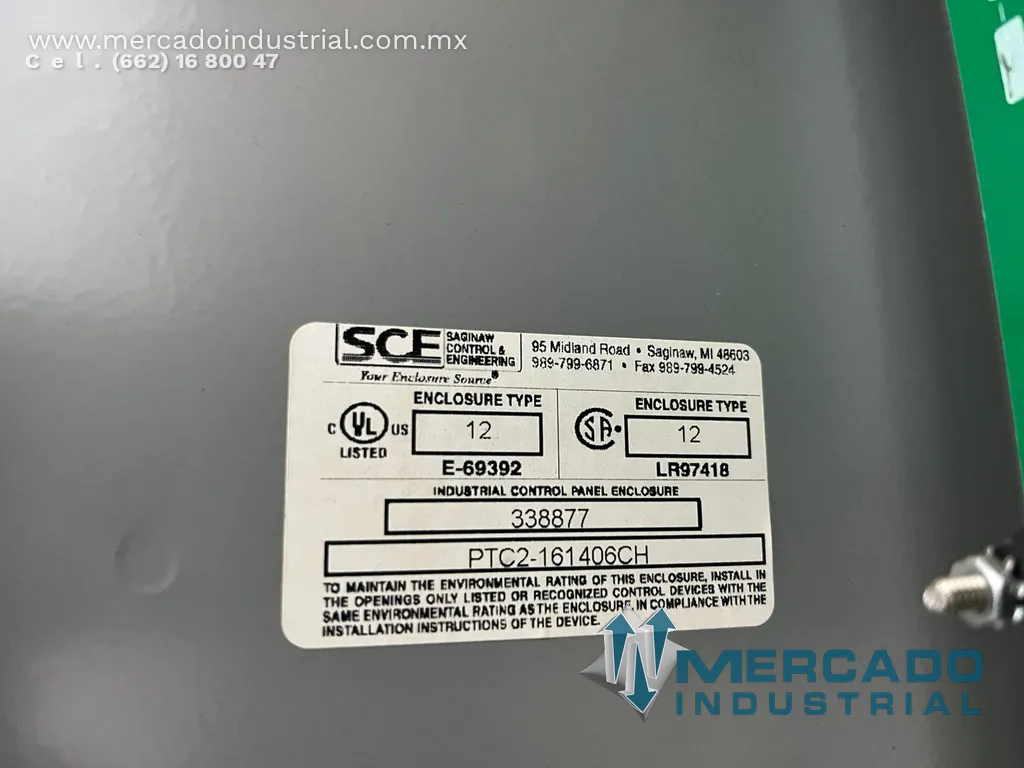 www.mercadoindustrial.com.mx
Cel. (662) 16 800 47
SCE SAGINAW CONTROL & ENGINEERING
Your Enclosure Source®
95 Midland Road • Saginaw, MI 48603
989-799-6871 • Fax 989-799-4524
ENCLOSURE TYPE
C UL US
12
LISTED
E-69392
ENCLOSURE TYPE
SA
12
LR97418
INDUSTRIAL CONTROL PANEL ENCLOSURE
338877
PTC2-161406CH
TO MAINTAIN THE ENVIRONMENTAL RATING OF THIS ENCLOSURE, INSTALL IN
THE OPENINGS ONLY LISTED OR RECOGNIZED CONTROL DEVICES WITH THE
SAME ENVIRONMENTAL RATING AS THE ENCLOSURE, IN COMPLIANCE WITH THE
INSTALLATION INSTRUCTIONS OF THE DEVICE.
MERCADO
INDUSTRIAL